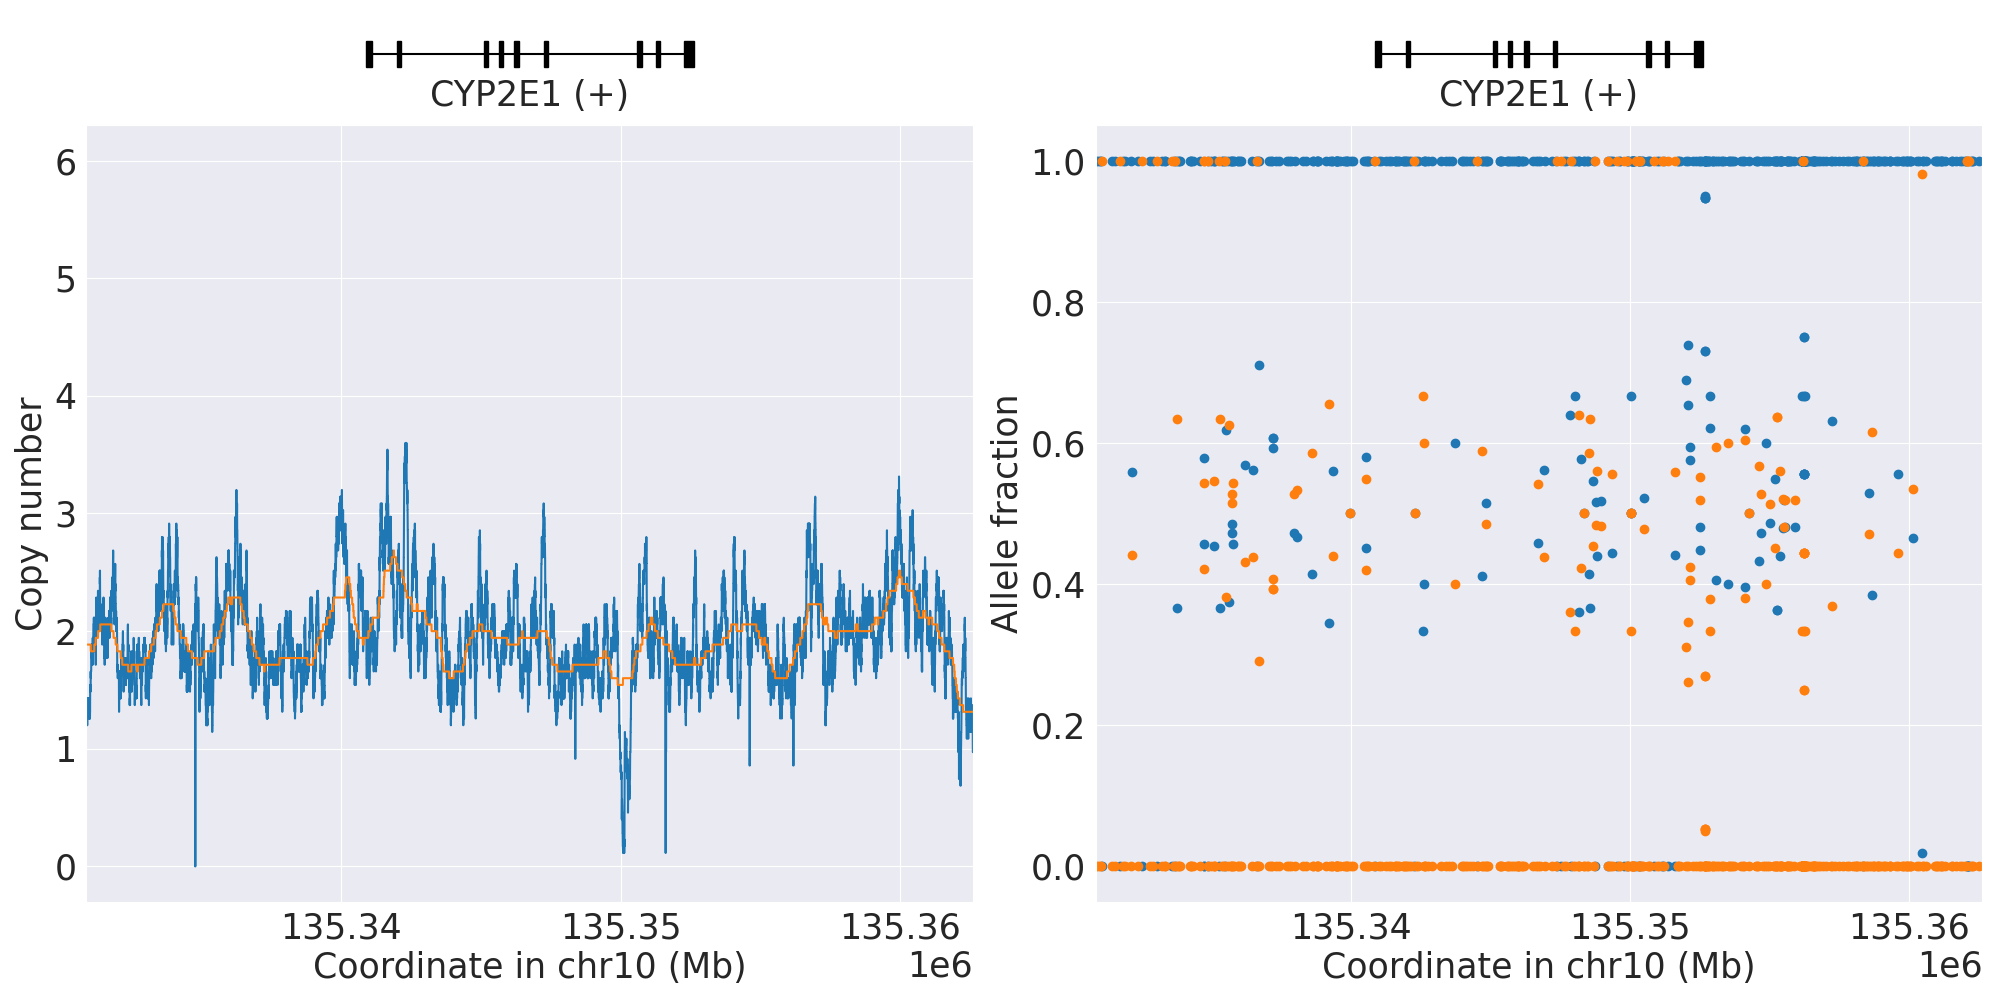 CYP2E1 (+)
6
5
4
3
2
1
0
Copy number
135.34 135.35 135.36
Coordinate in chr10 (Mb)
1e6
CYP2E1 (+)
1.0
0.8
0.6
0.4
0.2
0.0
Allele fraction
135.34 135.35 135.36
Coordinate in chr10 (Mb)
1e6